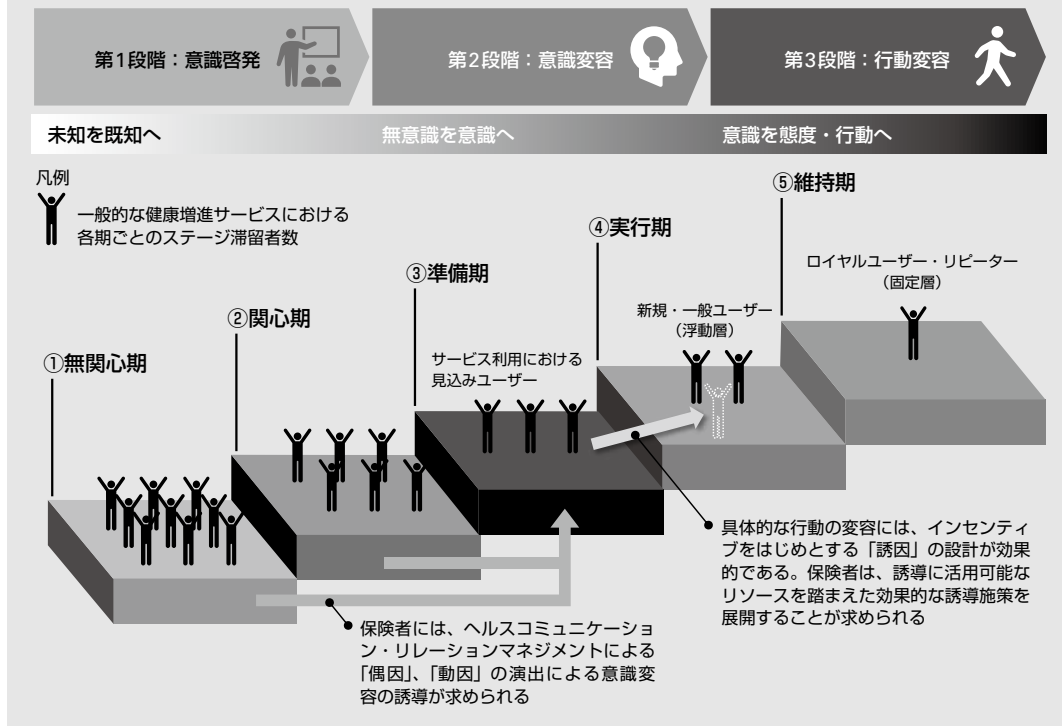 第1段階：意識啓発
第2段階：意識変容
第3段階：行動変容
未知を既知へ
無意識を意識へ
意識を態度・行動へ
凡例
一般的な健康増進サービスにおける
各期ごとのステージ滞留者数
①無関心期
②関心期
③準備期
サービス利用における
見込みユーザー
④実行期
新規・一般ユーザー
（浮動層）
⑤維持期
ロイヤルユーザー・リピーター
（固定層）
具体的な行動の変容には、インセンティ
ブをはじめとする「誘因」の設計が効果
的である。保険者は、誘導に活用可能な
リソースを踏まえた効果的な誘導施策を
展開することが求められる
保険者には、ヘルスコミュニケーショ
ン・リレーションマネジメントによる
「偶因」、「動因」の演出による意識変
容の誘導が求められる